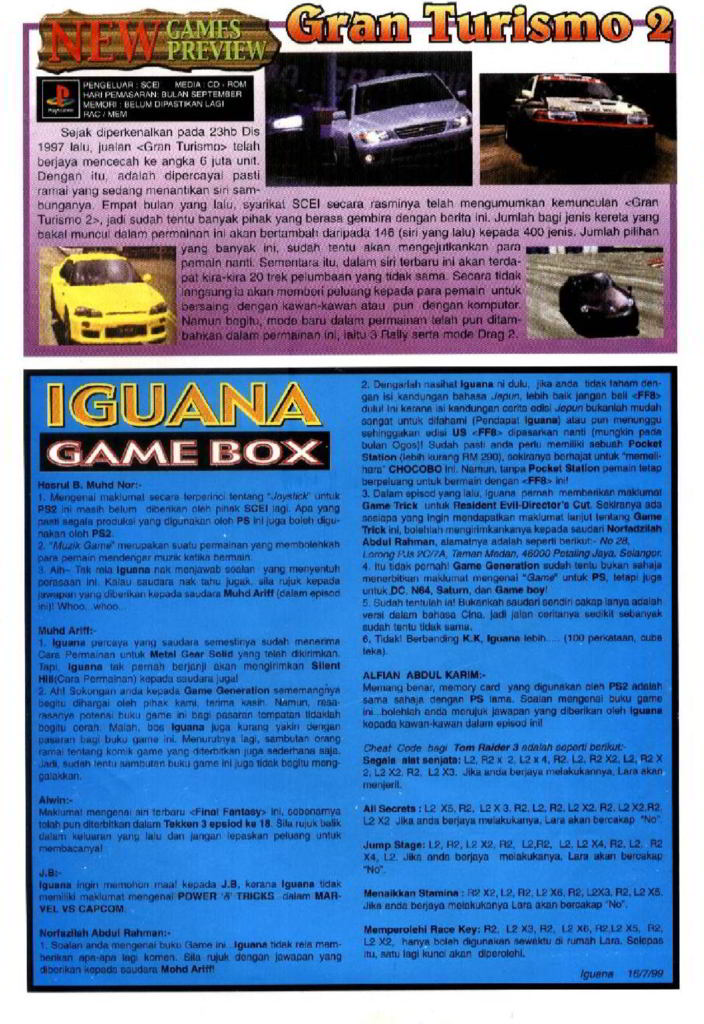 NEW GAMES PREVIEW
Gran Turismo 2
PlayStation
PENGELUAR : SCEI MEDIA : CD - ROM
HARI PEMASARAN: BULAN SEPTEMBER
MEMORI : BELUM DIPASTIKAN LAGI
RAC / MEM
Sejak diperkenalkan pada 23hb Dis
1997 lalu, jualan <Gran Turismo> telah
berjaya mencecah ke angka 6 juta unit.
Dengan itu, adalah dipercayai pasti
ramai yang sedang menantikan siri sam-
bunganya. Empat bulan yang lalu, syarikat SCEI secara rasminya telah mengumumkan kemunculan <Gran
Turismo 2>, jadi sudah tentu banyak pihak yang berasa gembira dengan berita ini. Jumlah bagi jenis kereta yang
bakal muncul dalam permainan ini akan bertambah daripada 146 (siri yang lalu) kepada 400 jenis. Jumlah pilihan
yang banyak ini, sudah tentu akan mengejutkankan para
pemain nanti. Sementara itu, dalam siri terbaru ini akan terda-
pat kira-kira 20 trek pelumbaan yang tidak sama. Secara tidak
langsung ia akan memberi peluang kepada para pemain untuk
bersaing dengan kawan-kawan atau pun dengan komputer.
Namun begitu, mode baru dalam permainan telah pun ditam-
bahkan dalam permainan ini, iaitu 3 Rally serta mode Drag 2.
IGUANA
GAME BOX
Hasrul B. Muhd Nor:-
1. Mengenai maklumat secara terperinci tentang "Joystick" untuk
PS2 ini masih belum diberikan oleh pihak SCEI lagi. Apa yang
pasti segala produksi yang digunakan oleh PS ini juga boleh digu-
nakan oleh PS2.
2. "Muzik Game" merupakan suatu permainan yang membolehkah
para pemain mendengar muzik ketika permain.
3. Aih~ Tak rela Iguana nak menjawab soalan yang menyentuh
perasaan ini. Kalau saudara nak tahu jugak, sila rujuk kepada
jawapan yang diberikan kepada saudara Muhd Ariff (dalam episod
ini)! Whoo...whoo...
Muhd Ariff:-
1. Iguana percaya yang saudara semestinya sudah menerima
Cara Permainan untuk Metal Gear Solid yang telah dikirimkan.
Tapi, Iguana tak pernah berjanji akan mengirimkan Silent
Hill(Cara Permainan) kepada saudara juga!
2. Ah! Sokongan anda kepada Game Generation sememangnya
begitu dihargai oleh pihak kami, terima kasih. Namun, rasa-
rasanya potensi buku game ini bagi pasaran tempatan tidaklah
begitu cerah. Malah, bos Iguana juga kurang yakin dengan
pasaran bagi buku game ini. Menurutnya lagi, sambutan orang
ramai tentang komik game yang diterbitkan juga sederhana saja.
Jadi, sudah tentu sambutan buku game ini juga tidak begitu mong-
galakkan.
Alwin:-
Maklumat mengenai siri terbaru <Final Fantasy> ini, sebenarnya
telah pun diterbitkan dalam Tekken 3 epsiod ke 18. Sila rujuk balik
dalam keluaran yang lalu dan jangan lepaskan peluang untuk
membacanya!
J.B:-
Iguana ingin memohon maaf kepada J.B, kerana Iguana tidak
memiliki maklumat mengenai POWER '&' TRICKS dalam MAR-
VEL VS CAPCOM.
Norfazilah Abdul Rahman:-
1. Soalan anda mengenai buku Game ini...Iguana tidak rela mem-
berikan apa-apa lagi komen. Sila rujuk dengan jawapan yang
diberikan kepada saudara Mohd Ariff!
2. Dengarlah nasihat Iguana ni dulu, jika anda tidak faham den-
gan isi kandungan bahasa Jepun, lebih baik jangan beli <FF8>
dulu! Ini kerana isi kandungan cerita edisi Jepun bukanlah mudah
sangat untuk difahami (Pendapat Iguana) atau pun menunggu
sehinggakan edisi US <FF8> dipasarkan nanti (mungkin pada
bulan Ogos)! Sudah pasti anda perlu memiliki sebuah Pocket
Station (lebih kurang RM 290), sekiranya berhajat untuk "memeli-
hara" CHOCOBO ini. Namun, tanpa Pocket Station pemain tetap
berpeluang untuk bermain dengan <FF8> ini!
3. Dalam episod yang lalu, Iguana pernah memberikan maklumat
Game Trick untuk Resident Evil-Director's Cut. Sekiranya ada
sesiapa yang ingin mendapatkan maklumat lanjut tentang Game
Trick ini, bolehlah mengirimkankanya kepada saudara Norfadzilah
Abdul Rahman, alamatnya adalah seperti berikut:- No 28,
Lorong PJs 2C/7A, Taman Medan, 46000 Petaling Jaya, Selangor.
4. Itu tidak pernah! Game Generation sudah tentu bukan sahaja
menerbitkan maklumat mengenai "Game" untuk PS, tetapi juga
untuk DC, N64, Saturn, dan Game boy!
5. Sudah tentulah ia! Bukankah saudari sendiri cakap ianya adalah
versi dalam bahasa Cina, jadi jalan ceritanya sedikit sebanyak
sudah tentu tidak sama.
6. Tidak! Berbanding K.K, Iguana lebih..... (100 perkataan, cuba
teka).
ALFIAN ABDUL KARIM:-
Memang benar, memory card yang digunakan oleh PS2 adalah
sama sahaja dengan PS lama. Soalan mengenai buku game
ini...bolehlah anda merujuk jawapan yang diberikan oleh Iguana
kepada kawan-kawan dalam episod ini!
Cheat Code bagi Tom Raider 3 adalah seperti berikut:-
Segala alat senjata: L2, R2 x 2, L2 x 4, R2, L2, R2 X2, L2, R2 X
2, L2 X2, R2, L2 X3. Jika anda berjaya melakukannya, Lara akan
menjerit.
All Secrets : L2 X5, R2, L2 X 3, R2, L2, R2, L2 X2, R2, L2 X2,R2,
L2 X2 Jika anda berjaya melakukanya, Lara akan bercakap "No".
Jump Stage: L2, R2, L2 X2, R2, L2,R2, L2, L2 X4, R2, L2, R2
X4, L2. Jika anda berjaya melakukanya, Lara akan bercakap
"No".
Menaikkan Stamina : R2 X2, L2, R2, L2 X6, R2, L2X3, R2, L2 X5.
Jika anda berjaya melakukanya Lara akan bercakap "No".
Memperolehi Race Key: R2, L2 X3, R2, L2 X6, R2,L2 X5, R2,
L2 X2, hanya boleh digunakan sewaktu di rumah Lara. Selepas
itu, satu lagi kunci akan diperolehi.
Iguana 16/7/99